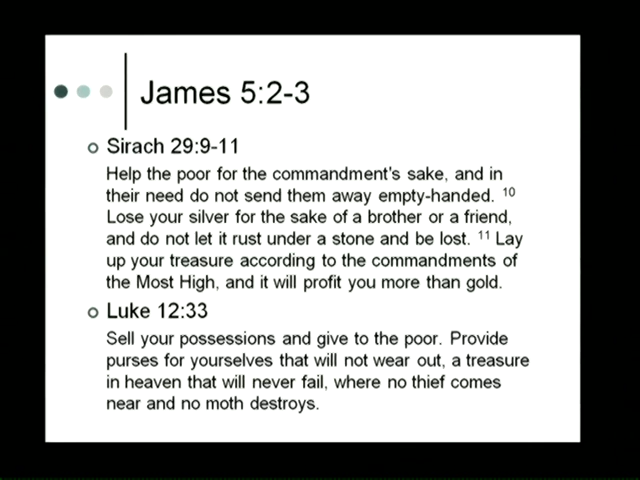 James 5:2-3
Sirach 29:9-11
Help the poor for the commandment's sake, and in
their need do not send them away empty-handed. 10
Lose your silver for the sake of a brother or a friend,
and do not let it rust under a stone and be lost. 11 Lay
up your treasure according to the commandments of
the Most High, and it will profit you more than gold.
Luke 12:33
Sell your possessions and give to the poor. Provide
purses for yourselves that will not wear out, a treasure
in heaven that will never fail, where no thief comes
near and no moth destroys.